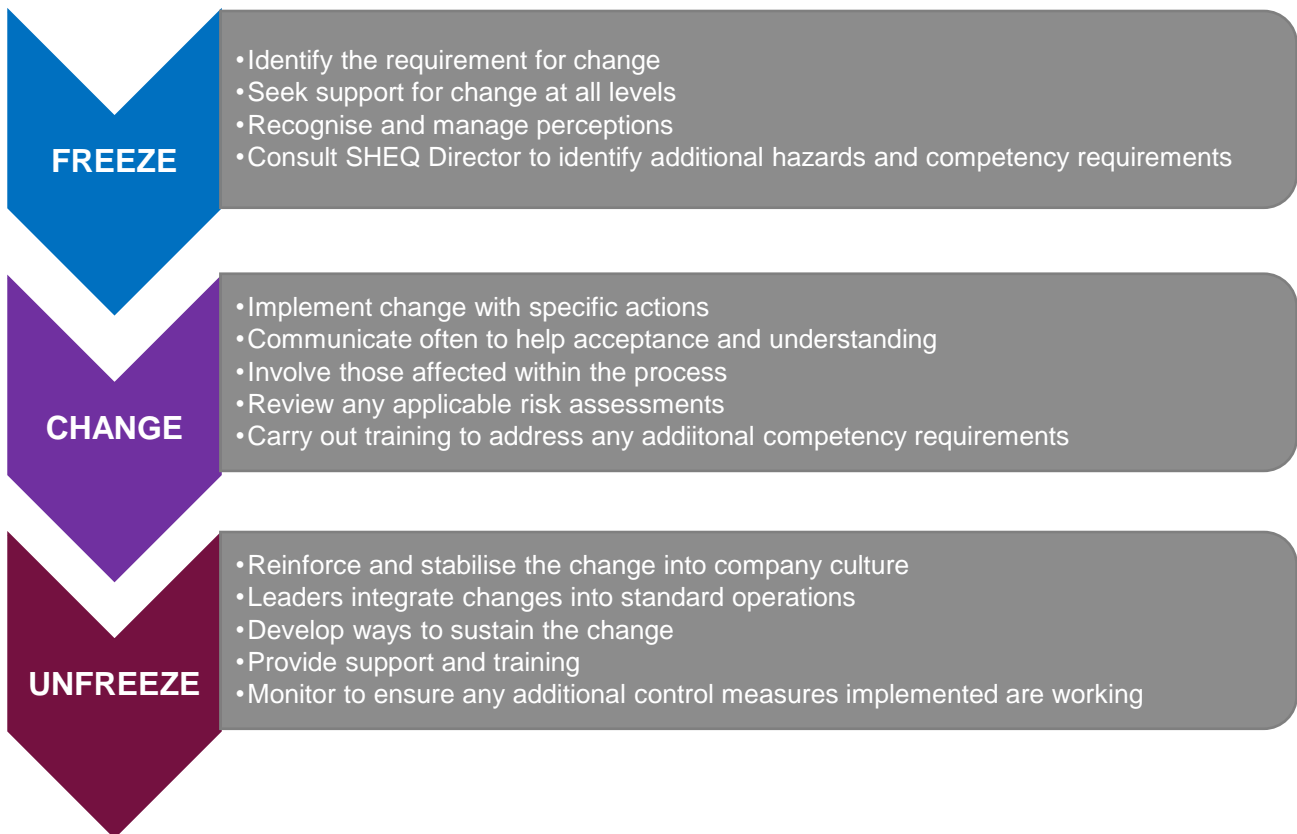 FREEZE
•Identify the requirement for change
•Seek support for change at all levels
•Recognise and manage perceptions
•Consult SHEQ Director to identify additional hazards and competency requirements
CHANGE
•Implement change with specific actions
•Communicate often to help acceptance and understanding
•Involve those affected within the process
•Review any applicable risk assessments
•Carry out training to address any addiitonal competency requirements
UNFREEZE
•Reinforce and stabilise the change into company culture
•Leaders integrate changes into standard operations
•Develop ways to sustain the change
•Provide support and training
•Monitor to ensure any additional control measures implemented are working